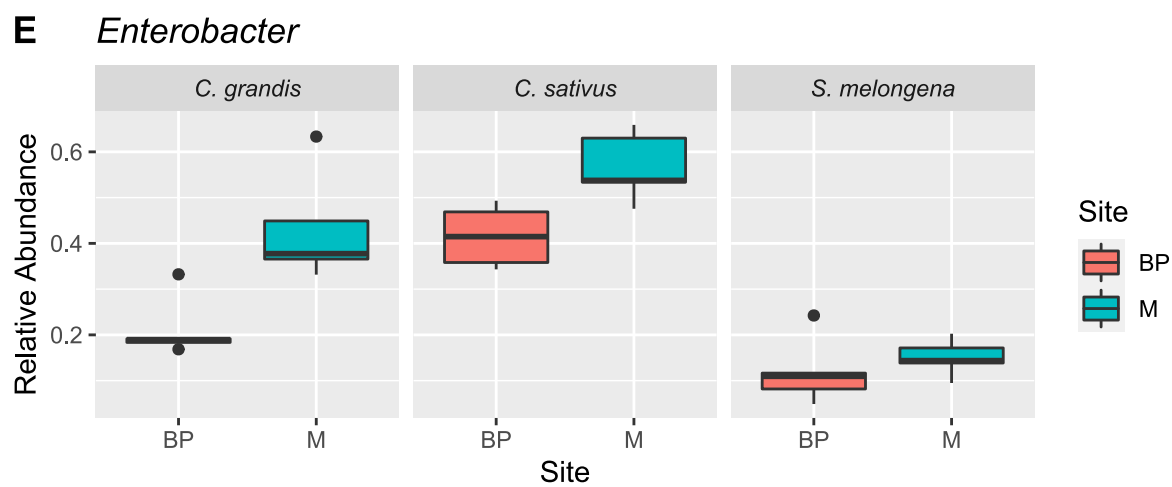 E Enterobacter
C. grandis C. sativus S. melongena
Relative Abundance
0.6
0.4
0.2
BP M BP M BP M
Site
Site
BP
M